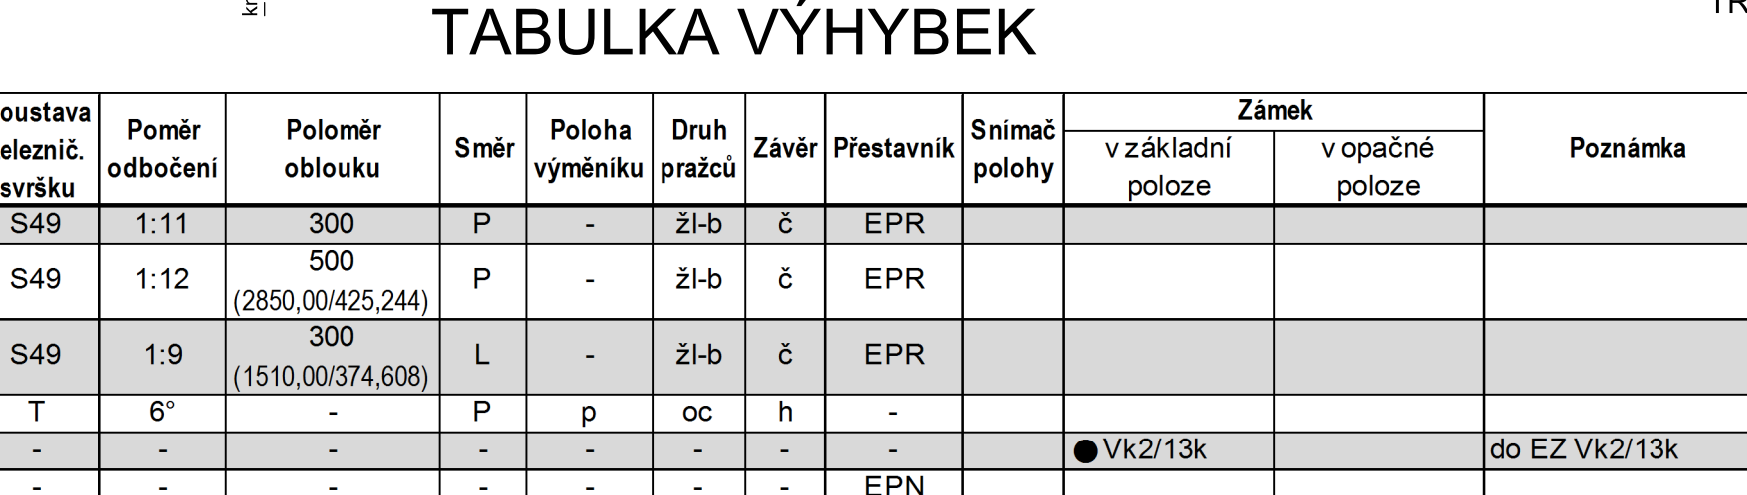 TABULKA VÝHYBEK
oustava
eleznič.
svršku
Poměr
odbočení
Poloměr
oblouku
Směr
Poloha
výměníku
Druh
pražců
Závěr
Přestavník
Snímač
polohy
Zámek
v základní
poloze
v opačné
poloze
Poznámka
S49 1:11 300 P - žl-b č EPR
S49 1:12 500 (2850,00/425,244) P - žl-b č EPR
S49 1:9 300 (1510,00/374,608) L - žl-b č EPR
T 6° - P p oc h -
- - - - - - - - ● Vk2/13k do EZ Vk2/13k
- - - - - - - EPN